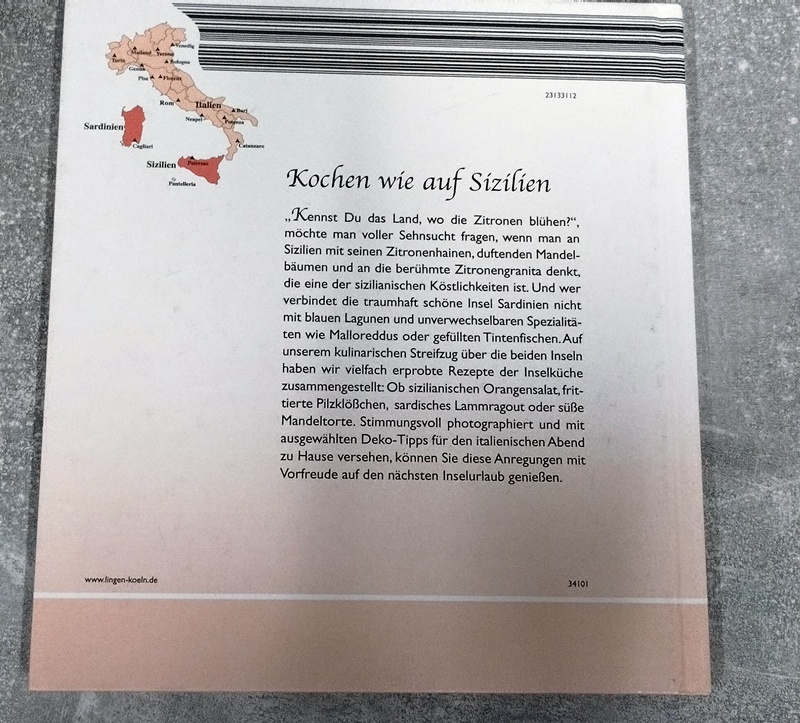 Venedig
Mailand
Verona
Turin
Genua
Bologna
Pisa
Florenz
Rom
Italien
Bari
Neapel
Potenza
Sardinien
Cagliari
Catanzaro
Sizilien
Palermo
Pantelleria
23133112
Kochen wie auf Sizilien
„Kennst Du das Land, wo die Zitronen blühen?“,
möchte man voller Sehnsucht fragen, wenn man an
Sizilien mit seinen Zitronenhainen, duftenden Mandel-
bäumen und an die berühmte Zitronengranita denkt,
die eine der sizilianischen Köstlichkeiten ist. Und wer
verbindet die traumhaft schöne Insel Sardinien nicht
mit blauen Lagunen und unverwechselbaren Spezialitä-
ten wie Malloreddus oder gefüllten Tintenfischen. Auf
unserem kulinarischen Streifzug über die beiden Inseln
haben wir vielfach erprobte Rezepte der Inselküche
zusammengestellt: Ob sizilianischen Orangensalat, frit-
tierte Pilzklößchen, sardisches Lammragout oder süße
Mandeltorte. Stimmungsvoll photographiert und mit
ausgewählten Deko-Tipps für den italienischen Abend
zu Hause versehen, können Sie diese Anregungen mit
Vorfreude auf den nächsten Inselurlaub genießen.
www.lingen-koeln.de
34101